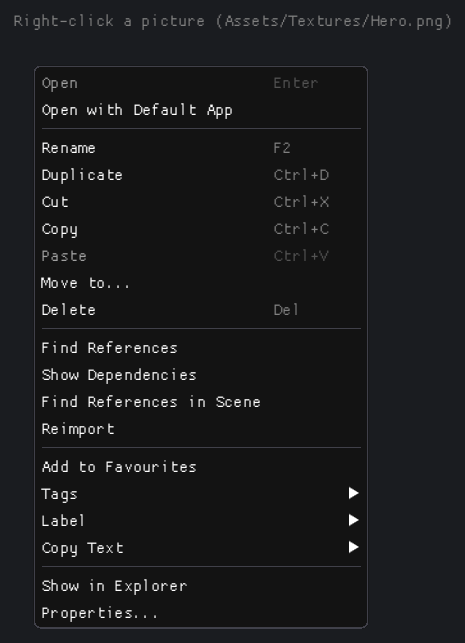 Right-click a picture (Assets/Textures/Hero.png)
Open Enter
Open with Default App
Rename F2
Duplicate Ctrl+D
Cut Ctrl+X
Copy Ctrl+C
Paste Ctrl+V
Move to...
Delete Del
Find References
Show Dependencies
Find References in Scene
Reimport
Add to Favourites
Tags
Label
Copy Text
Show in Explorer
Properties...